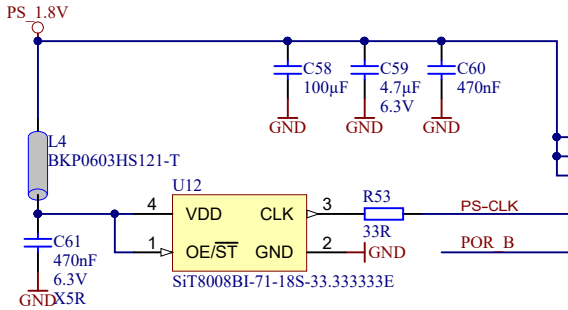 PS_1.8V
C58
100µF
GND
C59
4.7µF
6.3V
GND
C60
470nF
GND
L4
BKP0603HS121-T
U12
4
VDD
CLK
3
R53
33R
PS-CLK
1
OE/ST
GND
2
GND
POR_B
SiT8008BI-71-18S-33.333333E
C61
470nF
6.3V
X5R
GND